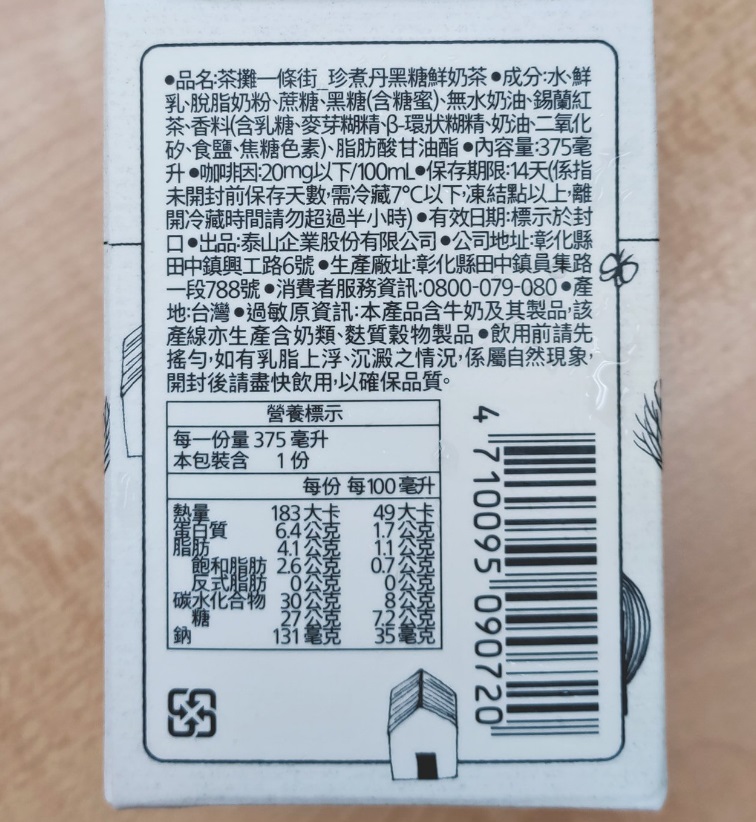 ●品名:茶攤一條街_珍煮丹黑糖鮮奶茶●成分:水、鮮
乳、脫脂奶粉、蔗糖、黑糖(含糖蜜)、無水奶油、錫蘭紅
茶、香料(含乳糖、麥芽糊精、β-環狀糊精、奶油、二氧化
矽、食鹽、焦糖色素)、脂肪酸甘油酯●內容量:375毫
升●咖啡因:20mg以下/100mL●保存期限:14天(係指
未開封前保存天數,需冷藏7°C以下,凍結點以上,離
開冷藏時間請勿超過半小時)●有效日期:標示於封
口●出品:泰山企業股份有限公司●公司地址:彰化縣
田中鎮興工路6號●生產廠址:彰化縣田中鎮員集路
一段788號●消費者服務資訊:0800-079-080●產
地:台灣●過敏原資訊:本產品含牛奶及其製品,該
產線亦生產含奶類、麩質穀物製品●飲用前請先
搖勻,如有乳脂上浮、沉澱之情況,係屬自然現象,
開封後請盡快飲用,以確保品質。
營養標示
每一份量 375 毫升
本包裝含 1 份
每份 每100 毫升
熱量 183 大卡 49 大卡
蛋白質 6.4 公克 1.7 公克
脂肪 4.1 公克 1.1 公克
飽和脂肪 2.6 公克 0.7 公克
反式脂肪 0 公克 0 公克
碳水化合物 30 公克 8 公克
糖 27 公克 7.2 公克
鈉 131 毫克 35 毫克
4 710095 090720